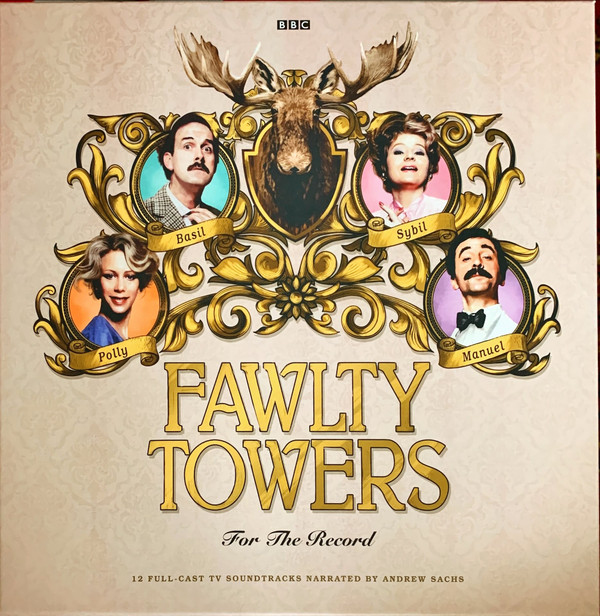 BBC
Basil
Sybil
Polly
Manuel
FAWLTY
TOWERS
For The Record
12 FULL-CAST TV SOUNDTRACKS NARRATED BY ANDREW SACHS